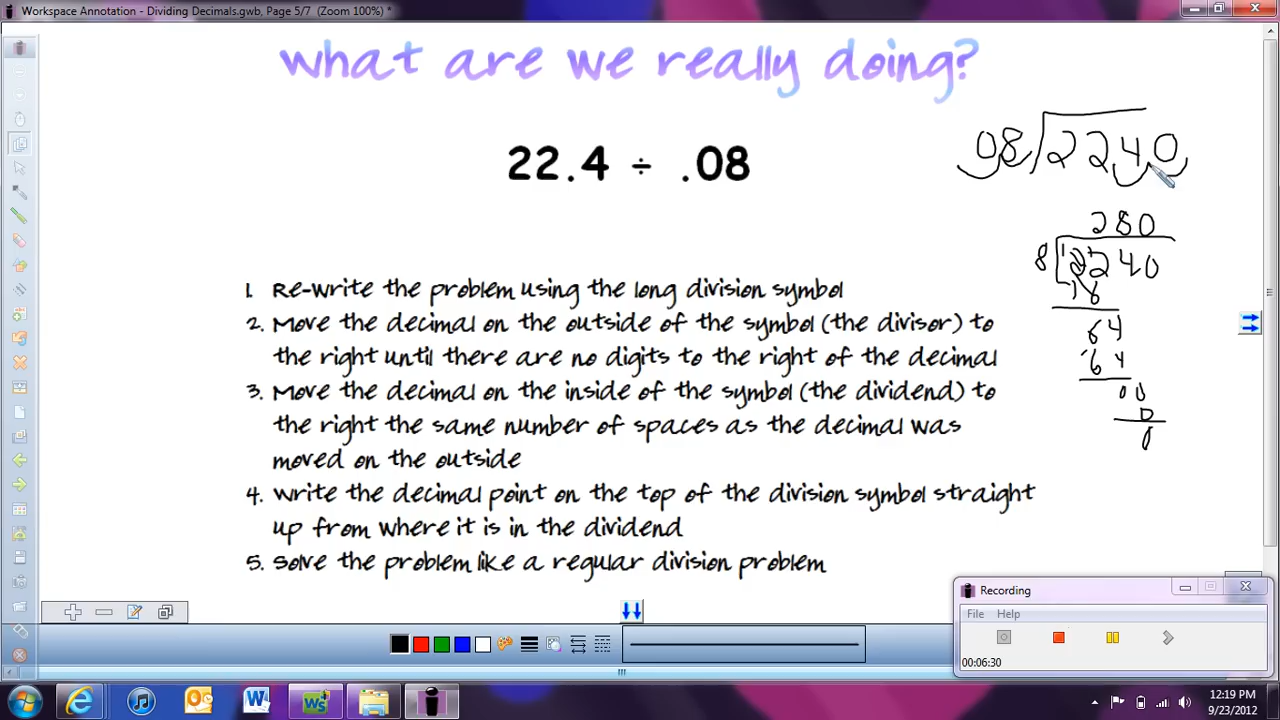 Workspace Annotation - Dividing Decimals.gwb, Page 5/7 (Zoom 100%) *
what are we really doing?
22.4 ÷ .08
08 2240
280
8 2240
16
64
64
00
0
0
1. Re-write the problem using the long division symbol
2. Move the decimal on the outside of the symbol (the divisor) to
the right until there are no digits to the right of the decimal
3. Move the decimal on the inside of the symbol (the dividend) to
the right the same number of spaces as the decimal was
moved on the outside
4. write the decimal point on the top of the division symbol straight
up from where it is in the dividend
5. Solve the problem like a regular division problem
Recording
File Help
00:06:30
12:19 PM
9/23/2012